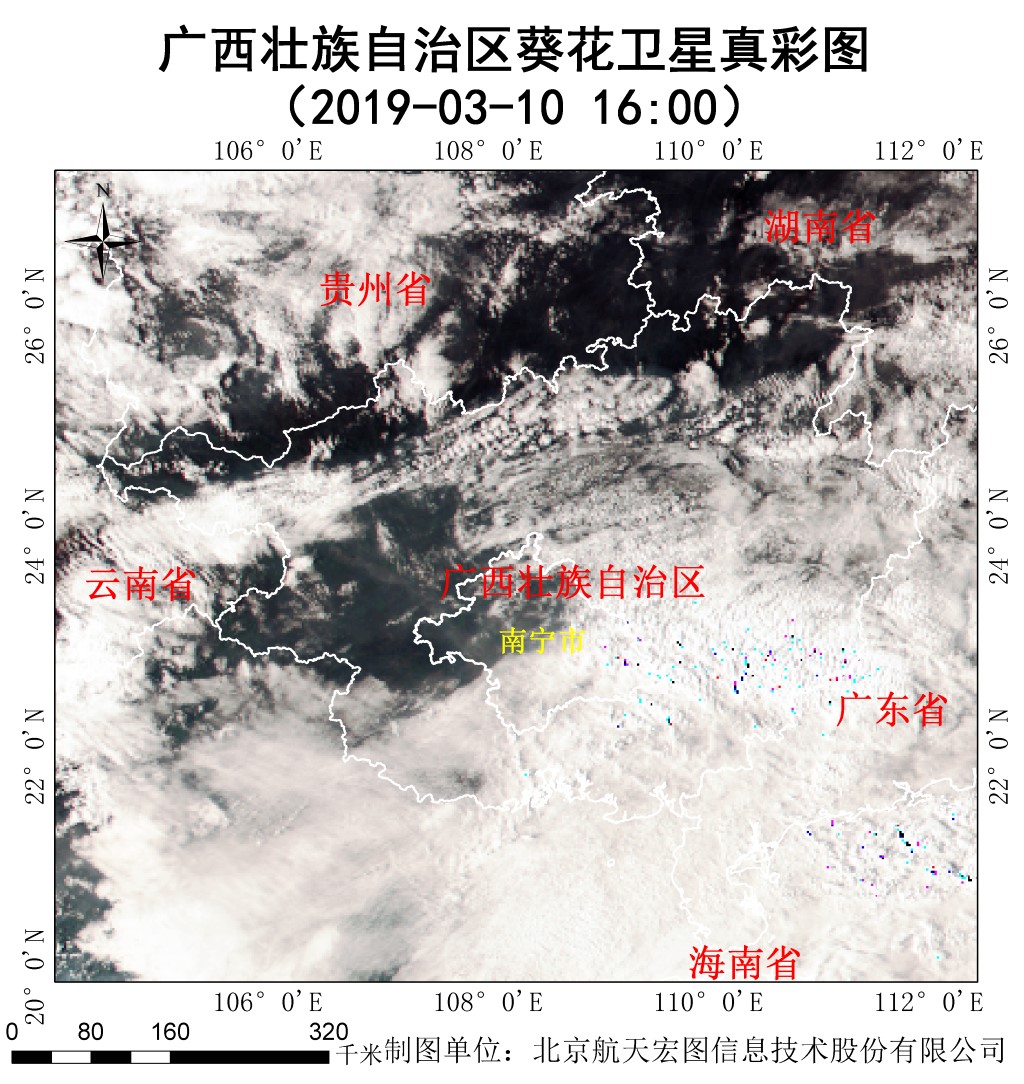 广西壮族自治区葵花卫星真彩图
（2019-03-10 16:00）
106° 0'E 108° 0'E 110° 0'E 112° 0'E
N
湖南省
贵州省
26° 0'N
26° 0'N
24° 0'N
24° 0'N
云南省
广西壮族自治区
南宁市
广东省
22° 0'N
22° 0'N
海南省
20° 0'N
106° 0'E 108° 0'E 110° 0'E 112° 0'E
0 80 160 320
千米 制图单位：北京航天宏图信息技术股份有限公司